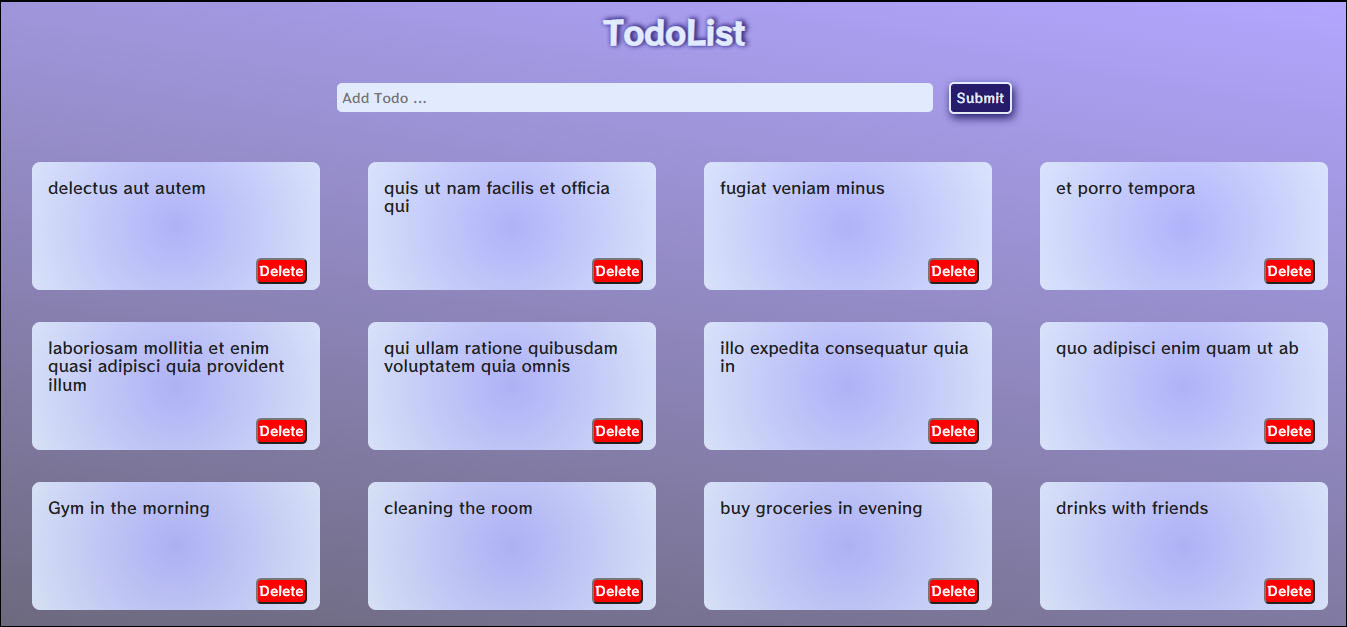 TodoList
Add Todo ...
Submit
delectus aut autem
Delete
quis ut nam facilis et officia
qui
Delete
fugiat veniam minus
Delete
et porro tempora
Delete
laboriosam mollitia et enim
quasi adipisci quia provident
illum
Delete
qui ullam ratione quibusdam
voluptatem quia omnis
Delete
illo expedita consequatur quia
in
Delete
quo adipisci enim quam ut ab
Delete
Gym in the morning
Delete
cleaning the room
Delete
buy groceries in evening
Delete
drinks with friends
Delete